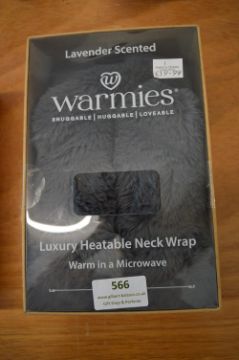 Lavender Scented
warmies®
SNUGGABLE | HUGGABLE | LOVEABLE
Luxury Heatable Neck Wrap
Warm in a Microwave
566